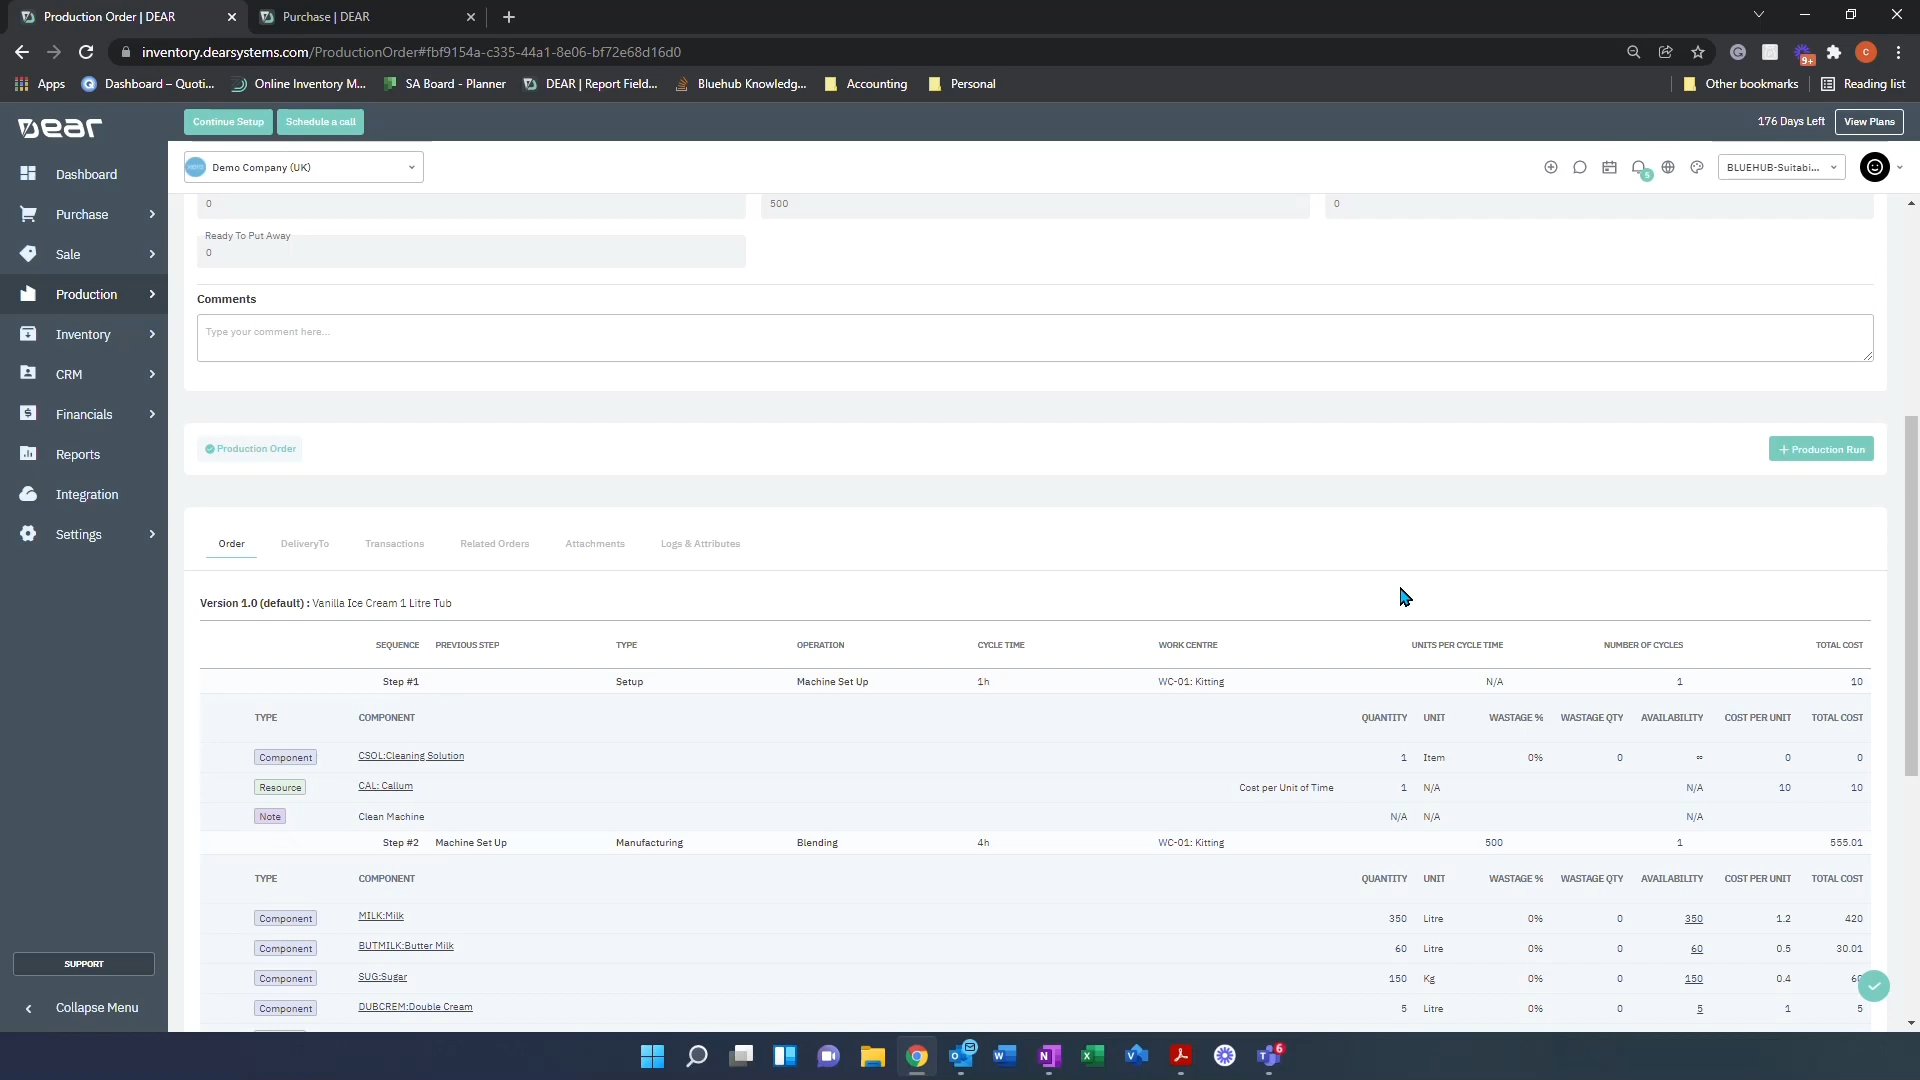 Production Order | DEAR
Purchase | DEAR
inventory.dearsystems.com/ProductionOrder#fbf9154a-c335-44a1-8e06-bf72e68d16d0
9+
C
Apps
Dashboard – Quoti...
Online Inventory M...
SA Board - Planner
DEAR | Report Field...
Bluehub Knowledg...
Accounting
Personal
Other bookmarks
Reading list
Dear
Continue Setup
Schedule a call
176 Days Left
View Plans
Demo Company (UK)
5
BLUEHUB-Suitabi...
Dashboard
Purchase
Sale
Production
Inventory
CRM
Financials
Reports
Integration
Settings
SUPPORT
Collapse Menu
0 500 0
Ready To Put Away
0
Comments
Type your comment here...
Production Order
+ Production Run
Order DeliveryTo Transactions Related Orders Attachments Logs & Attributes
Version 1.0 (default) : Vanilla Ice Cream 1 Litre Tub
SEQUENCE PREVIOUS STEP TYPE OPERATION CYCLE TIME WORK CENTRE UNITS PER CYCLE TIME NUMBER OF CYCLES TOTAL COST
Step #1 Setup Machine Set Up 1h WC-01: Kitting N/A 1 10
TYPE COMPONENT QUANTITY UNIT WASTAGE % WASTAGE QTY AVAILABILITY COST PER UNIT TOTAL COST
Component CSOL:Cleaning Solution 1 Item 0% 0 ∞ 0 0
Resource CAL: Callum Cost per Unit of Time 1 N/A N/A 10 10
Note Clean Machine N/A N/A N/A
Step #2 Machine Set Up Manufacturing Blending 4h WC-01: Kitting 500 1 555.01
TYPE COMPONENT QUANTITY UNIT WASTAGE % WASTAGE QTY AVAILABILITY COST PER UNIT TOTAL COST
Component MILK:Milk 350 Litre 0% 0 350 1.2 420
Component BUTMILK:Butter Milk 60 Litre 0% 0 60 0.5 30.01
Component SUG:Sugar 150 Kg 0% 0 150 0.4
Component DUBCREM:Double Cream 5 Litre 0% 0 5 1 5
6